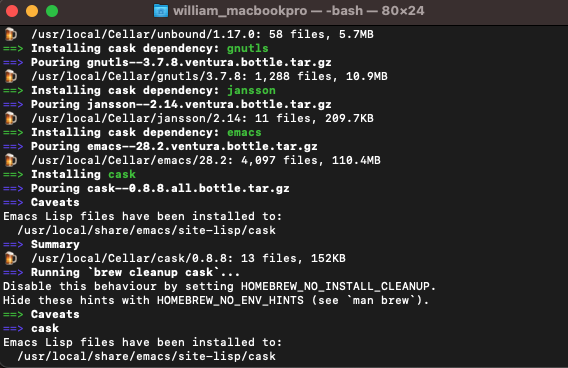 william_macbookpro — -bash — 80×24
/usr/local/Cellar/unbound/1.17.0: 58 files, 5.7MB
==> Installing cask dependency: gnutls
==> Pouring gnutls--3.7.8.ventura.bottle.tar.gz
/usr/local/Cellar/gnutls/3.7.8: 1,288 files, 10.9MB
==> Installing cask dependency: jansson
==> Pouring jansson--2.14.ventura.bottle.tar.gz
/usr/local/Cellar/jansson/2.14: 11 files, 209.7KB
==> Installing cask dependency: emacs
==> Pouring emacs--28.2.ventura.bottle.tar.gz
/usr/local/Cellar/emacs/28.2: 4,097 files, 110.4MB
==> Installing cask
==> Pouring cask--0.8.8.all.bottle.tar.gz
==> Caveats
Emacs Lisp files have been installed to:
/usr/local/share/emacs/site-lisp/cask
==> Summary
/usr/local/Cellar/cask/0.8.8: 13 files, 152KB
==> Running `brew cleanup cask`...
Disable this behaviour by setting HOMEBREW_NO_INSTALL_CLEANUP.
Hide these hints with HOMEBREW_NO_ENV_HINTS (see `man brew`).
==> Caveats
==> cask
Emacs Lisp files have been installed to:
/usr/local/share/emacs/site-lisp/cask